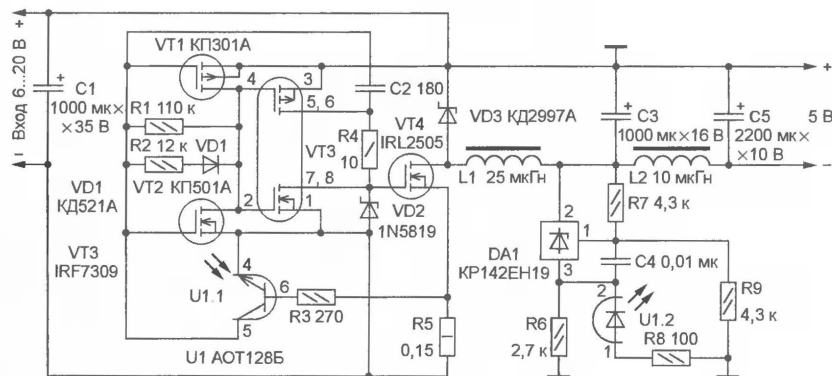 +
Вход 6...20 В
–
C1
1000 мк×
×35 В
VT1 КП301А
R1 110 к
R2 12 к VD1
VT2 КП501А
VD1
КД521А
VT3
IRF7309
4
3
5, 6
VT3
7, 8
2
1
C2 180
R4
10
VT4
IRL2505
VD2
1N5819
4
U1.1
6
5
R3 270
U1 АОТ128Б
R5
0,15
VD3 КД2997А
L1 25 мкГн
C3
1000 мк×16 В
C5
2200 мк×
×10 В
+
5 В
–
L2 10 мкГн
R7 4,3 к
DA1
КР142ЕН19
2
1
3
C4 0,01 мк
R6
2,7 к
2
U1.2
1
R8 100
R9
4,3 к